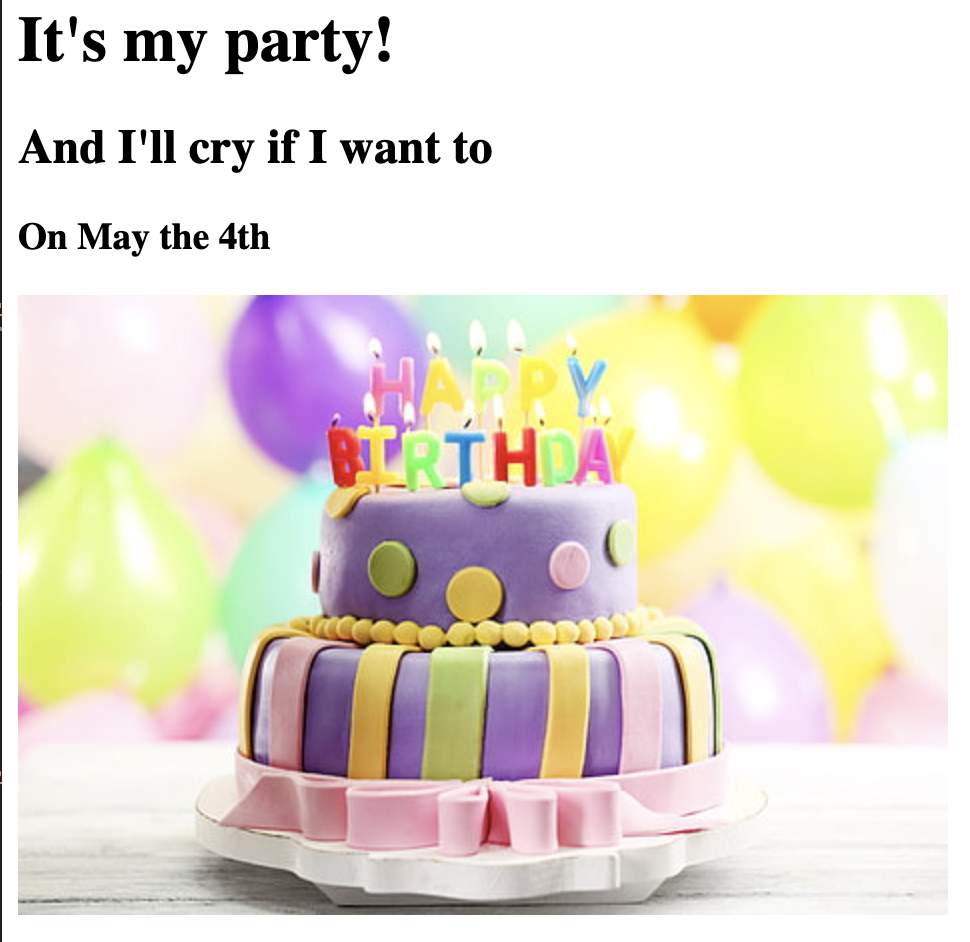 It's my party!
And I'll cry if I want to
On May the 4th
HAPPY
BIRTHDAY